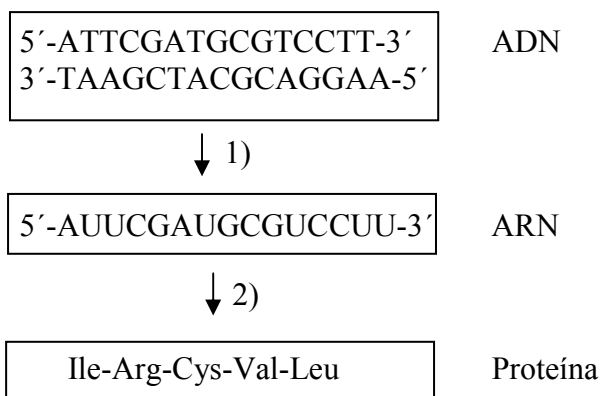 5´-ATTCGATGCGTCCTT-3´ ADN
3´-TAAGCTACGCAGGAA-5´
1)
5´-AUUCGAUGCGUCCUU-3´ ARN
2)
Ile-Arg-Cys-Val-Leu Proteína